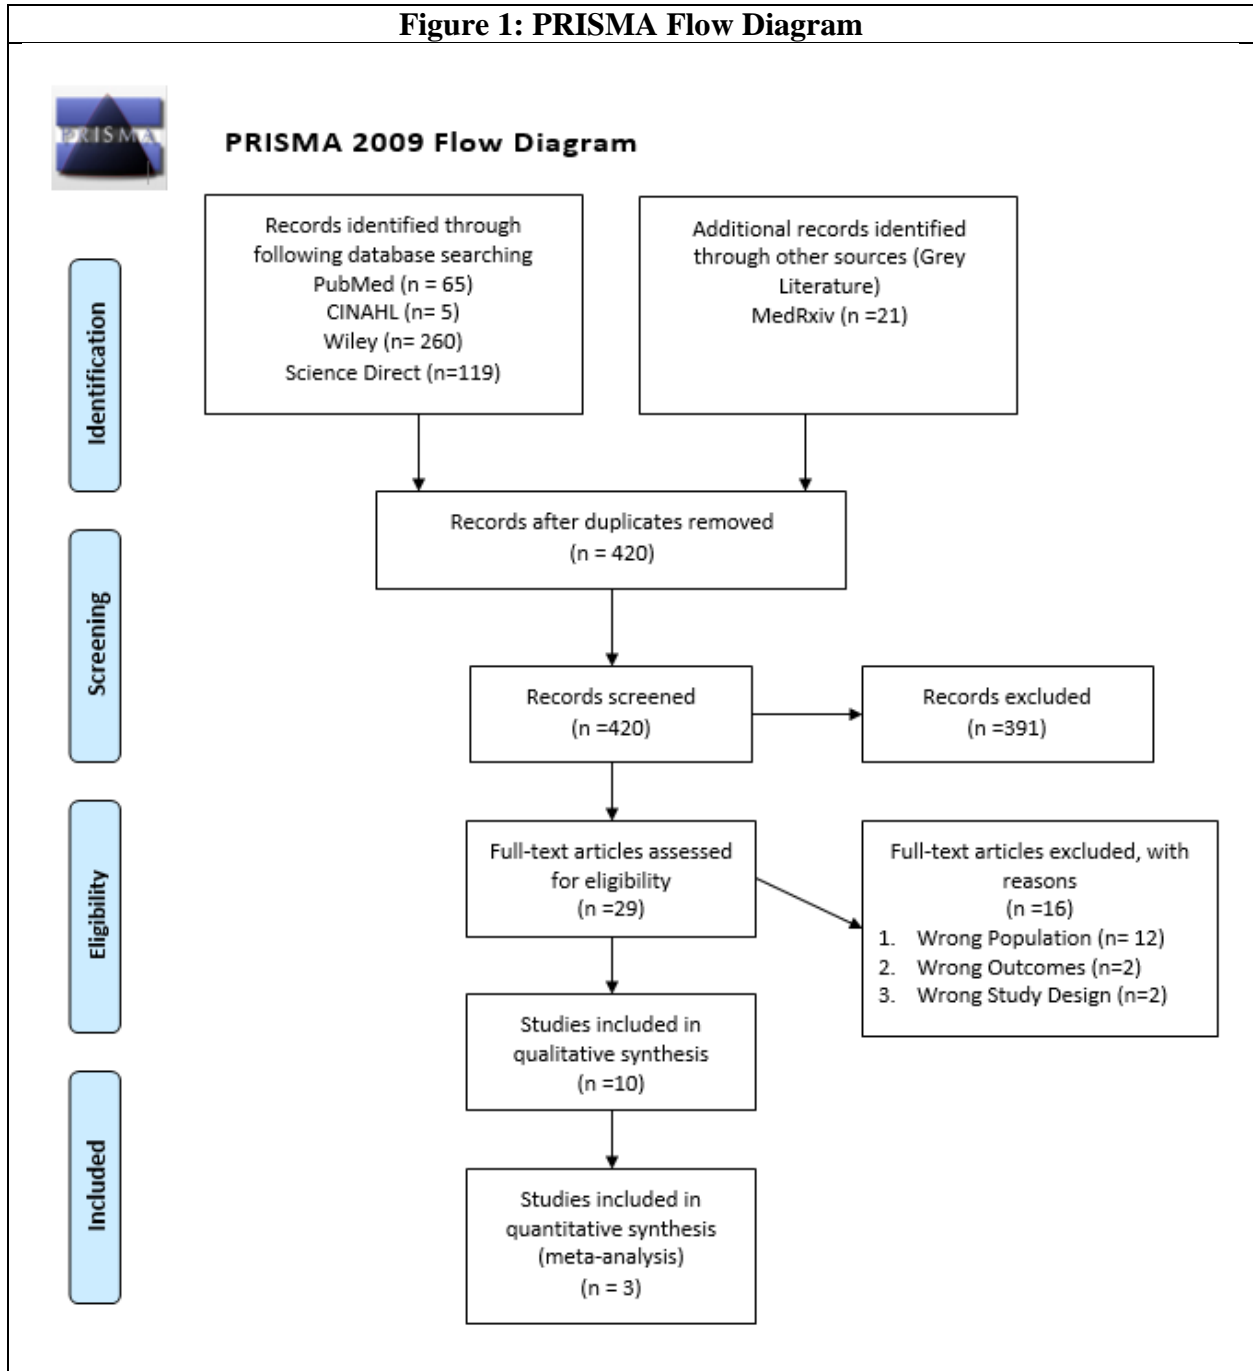 Figure 1: PRISMA Flow Diagram
PRISMA
PRISMA 2009 Flow Diagram
Records identified through
following database searching
PubMed (n = 65)
CINAHL (n= 5)
Wiley (n= 260)
Science Direct (n=119)
Additional records identified
through other sources (Grey
Literature)
MedRxiv (n =21)
Identification
Records after duplicates removed
(n = 420)
Screening
Records screened
(n =420)
Records excluded
(n =391)
Eligibility
Full-text articles assessed
for eligibility
(n =29)
Full-text articles excluded, with
reasons
(n =16)
1. Wrong Population (n= 12)
2. Wrong Outcomes (n=2)
3. Wrong Study Design (n=2)
Studies included in
qualitative synthesis
(n =10)
Included
Studies included in
quantitative synthesis
(meta-analysis)
(n = 3)